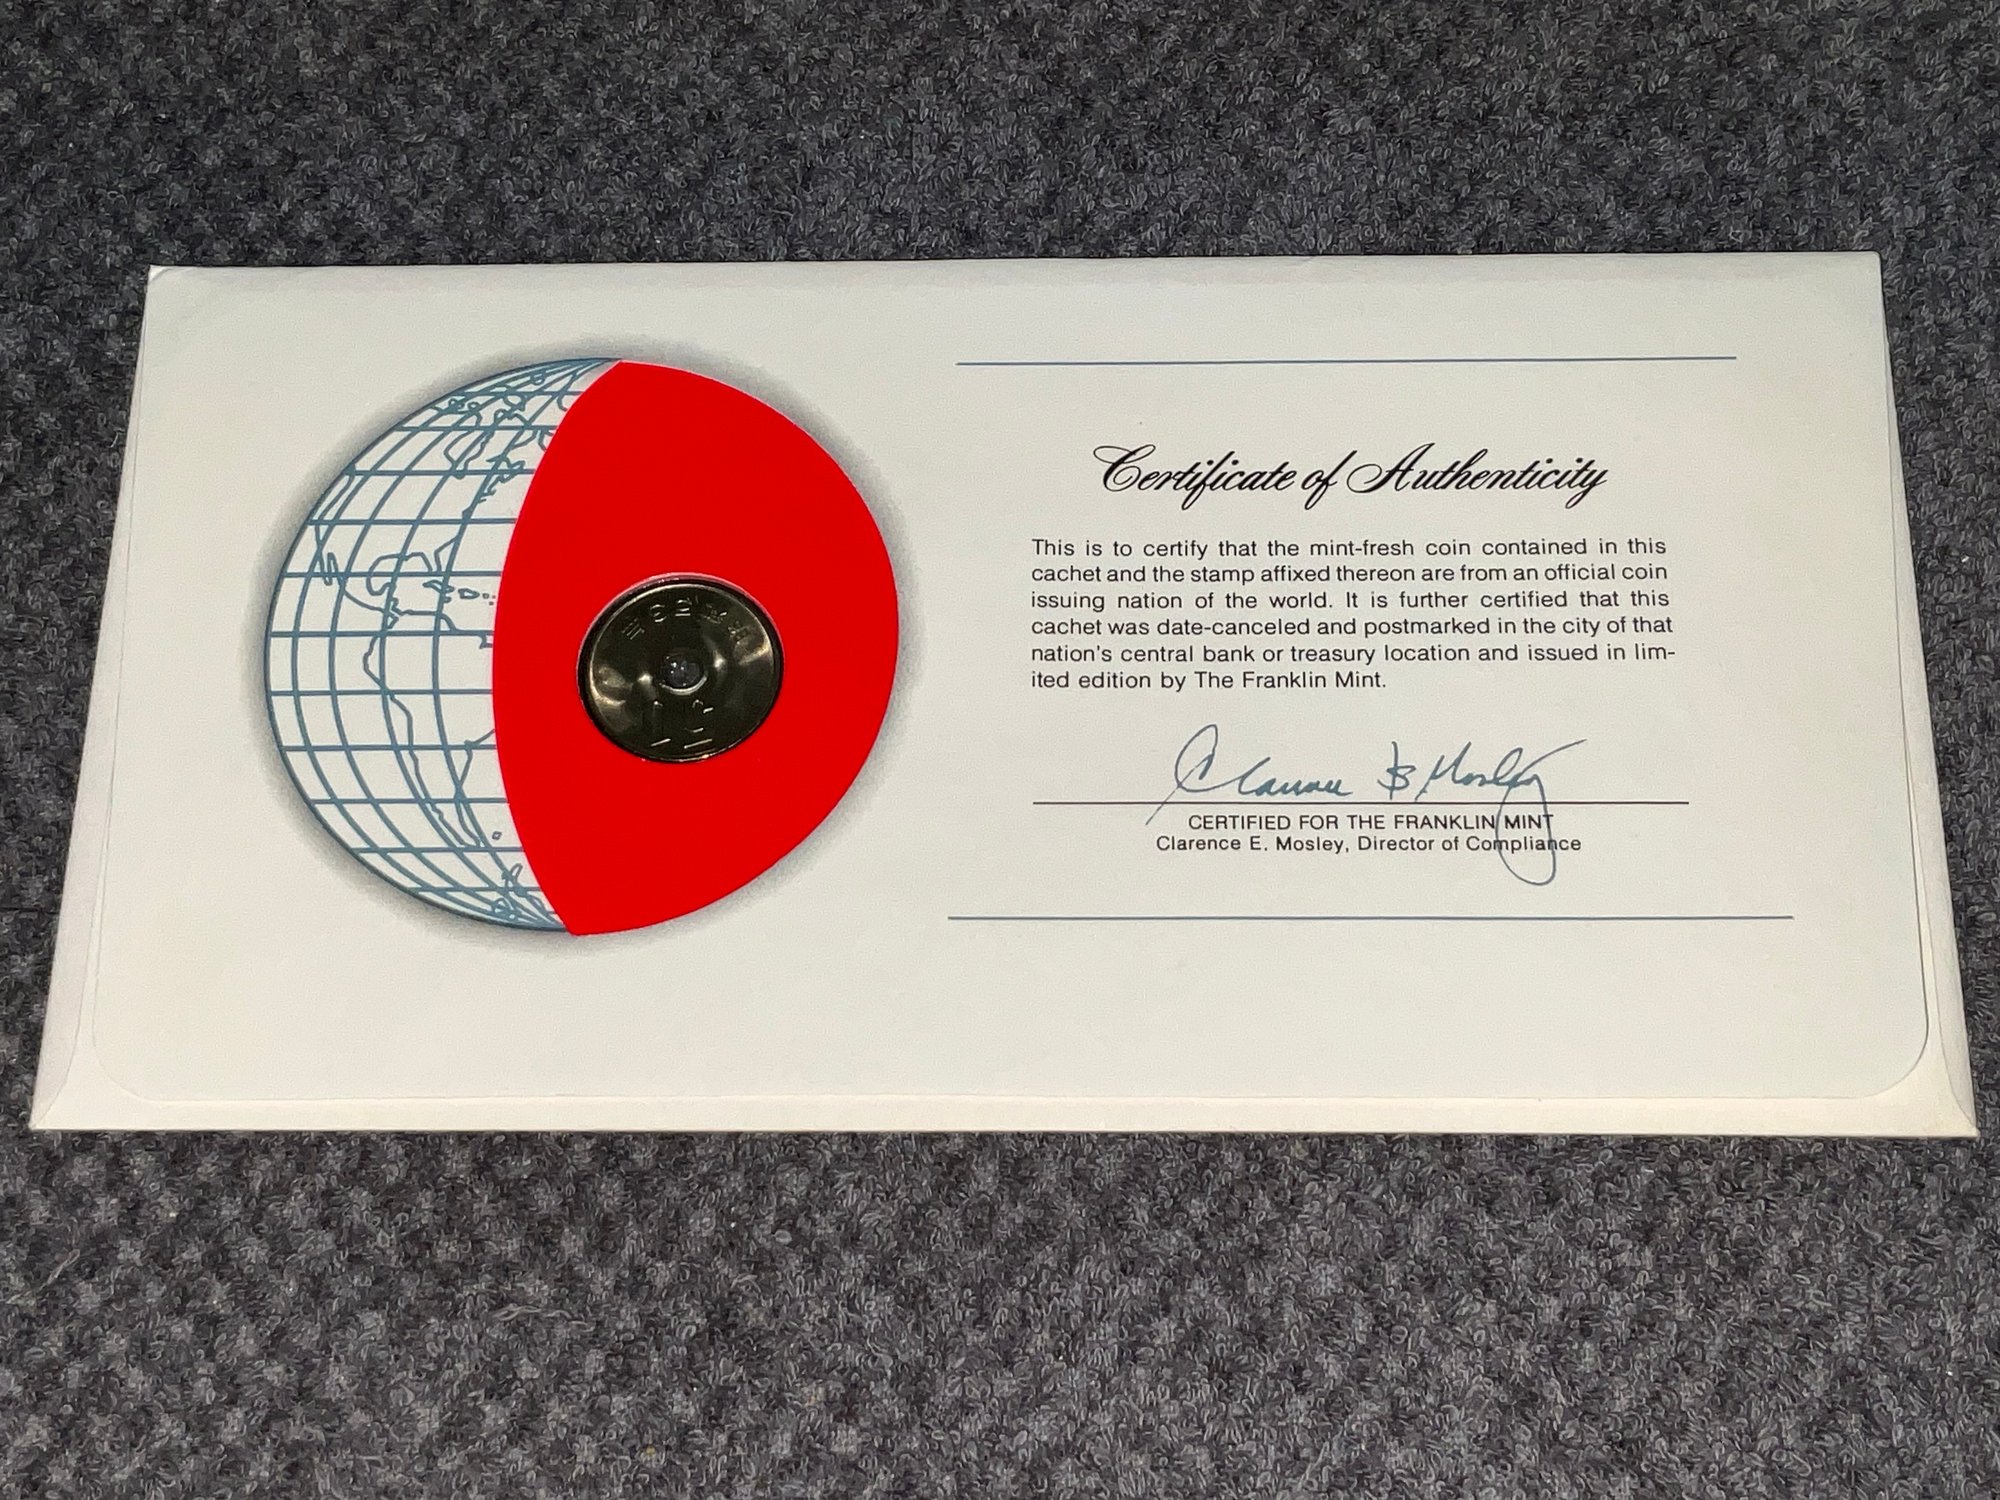 Certificate of Authenticity
This is to certify that the mint-fresh coin contained in this
cachet and the stamp affixed thereon are from an official coin
issuing nation of the world. It is further certified that this
cachet was date-canceled and postmarked in the city of that
nation's central bank or treasury location and issued in lim-
ited edition by The Franklin Mint.
CERTIFIED FOR THE FRANKLIN MINT
Clarence E. Mosley, Director of Compliance